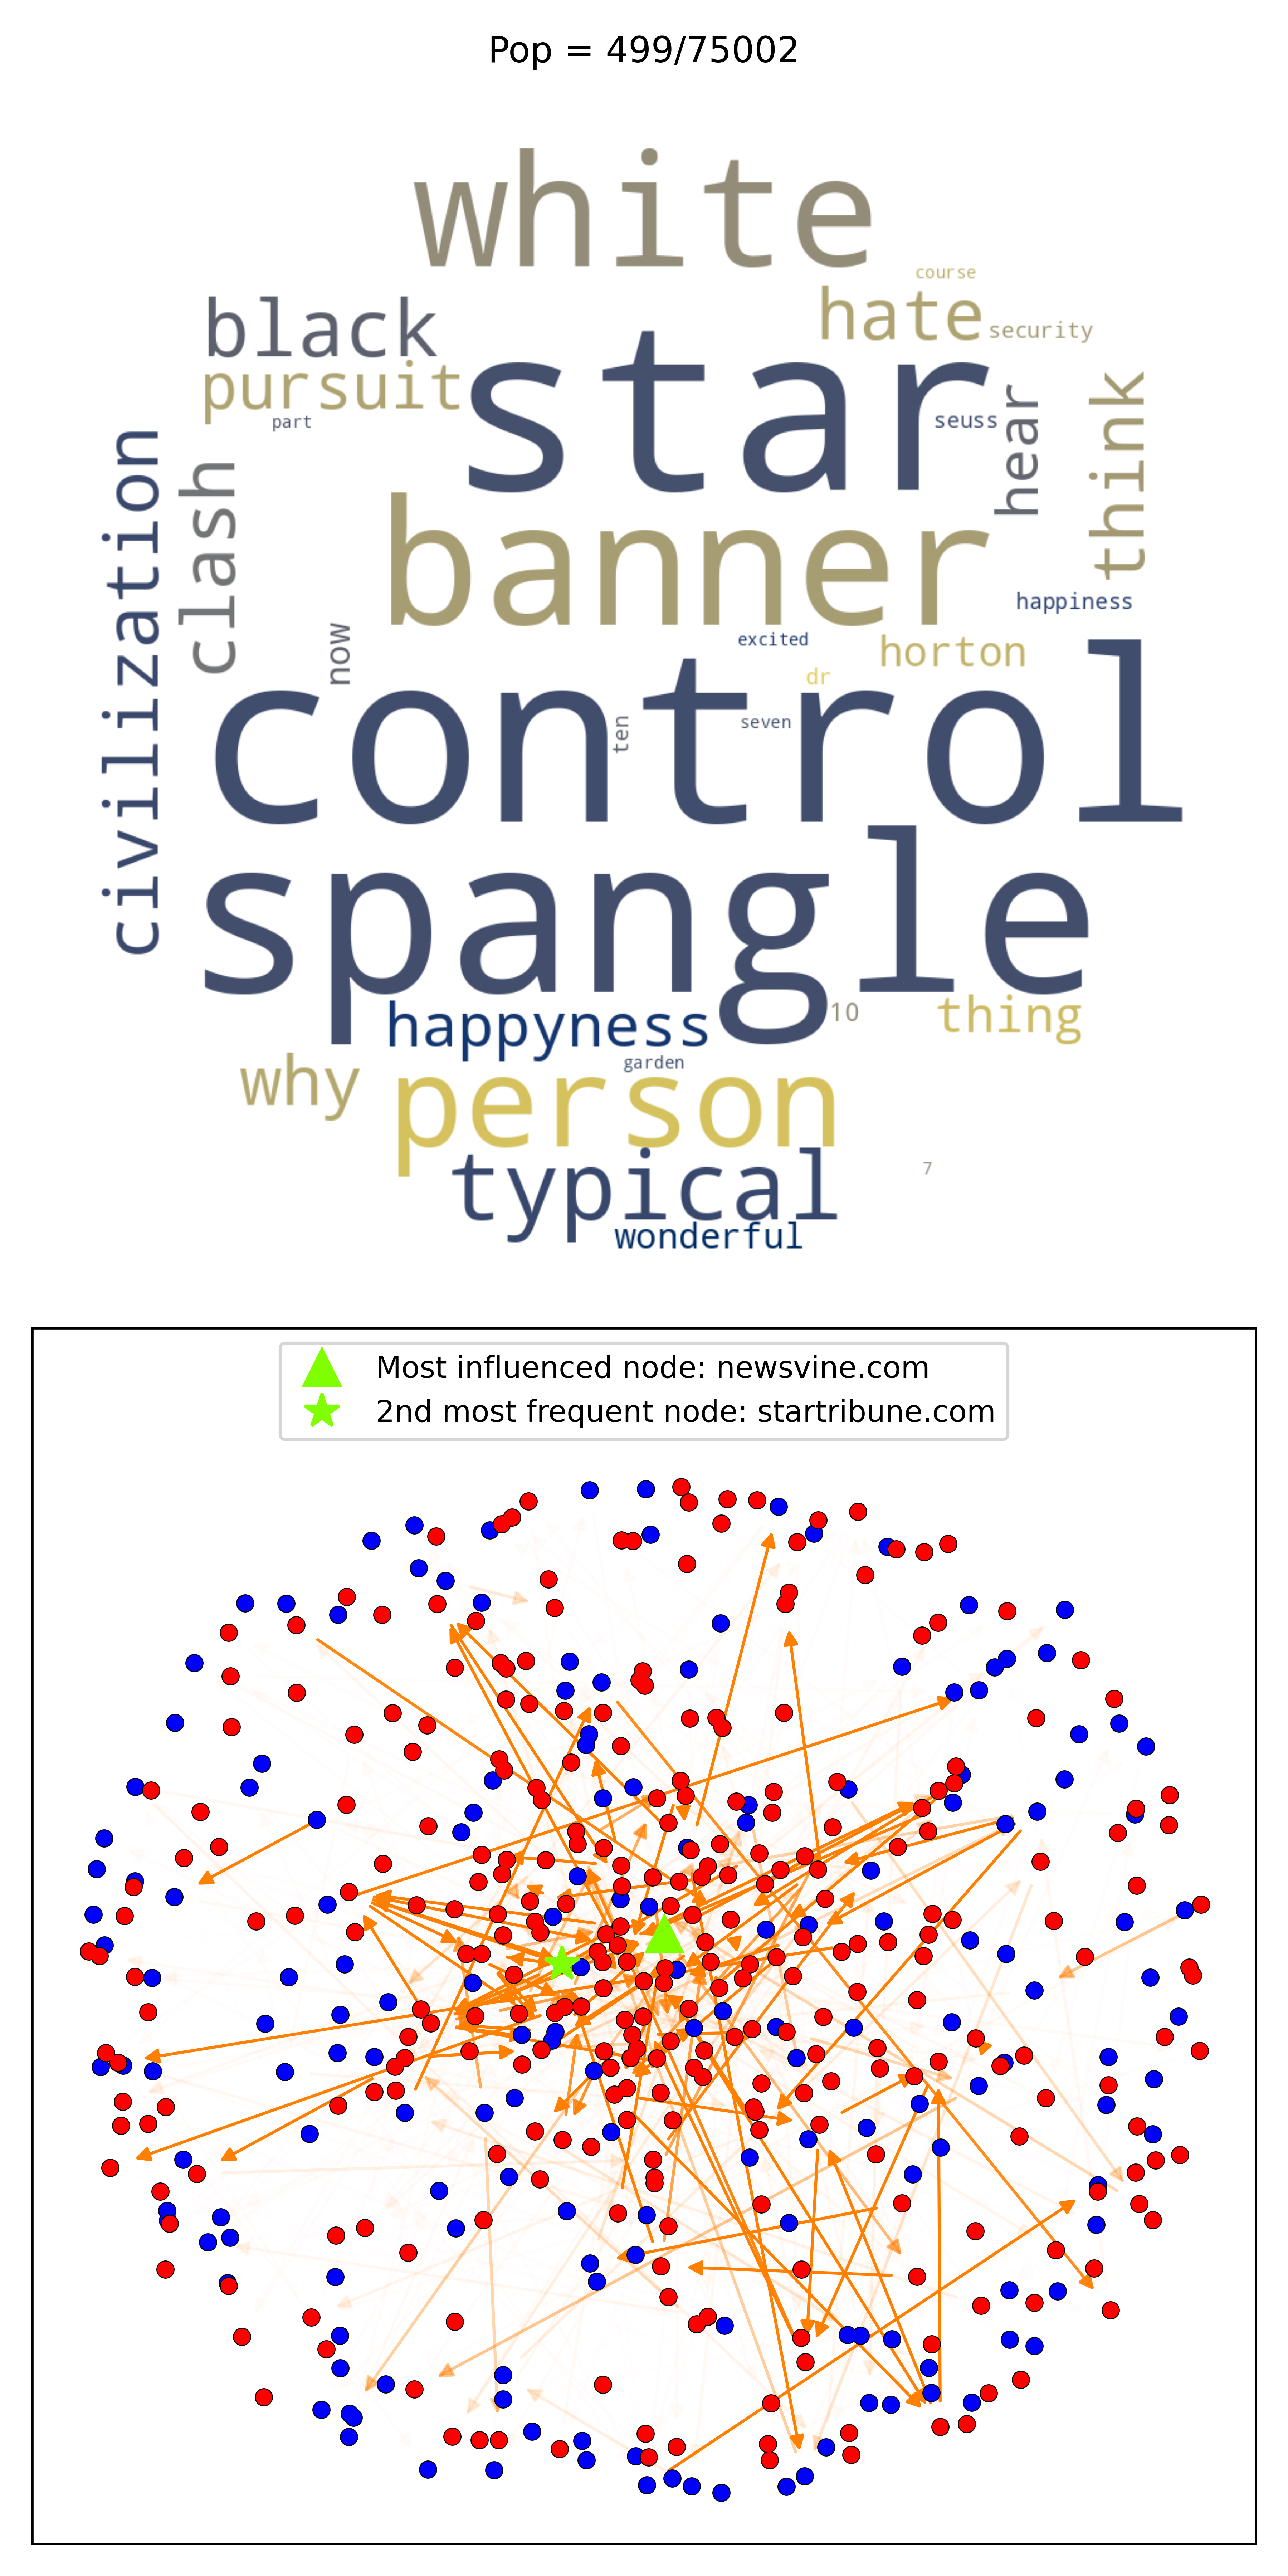 Pop = 499/75002
white
course
black
hate
security
pursuit
star
part
seuss
hear
think
civilization
clash
banner
happiness
now
excited
horton
dr
control
ten
seven
spangle
happyness
10
thing
why
garden
person
typical
7
wonderful
Most influenced node: newsvine.com
2nd most frequent node: startribune.com